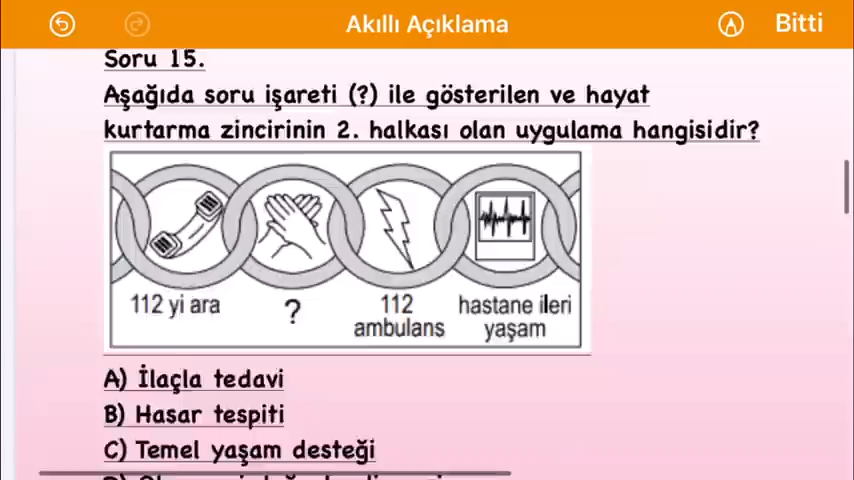 Akıllı Açıklama
Bitti
Soru 15.
Aşağıda soru işareti (?) ile gösterilen ve hayat
kurtarma zincirinin 2. halkası olan uygulama hangisidir?
112 yi ara
?
112
ambulans
hastane ileri
yaşam
A) İlaçla tedavi
B) Hasar tespiti
C) Temel yaşam desteği